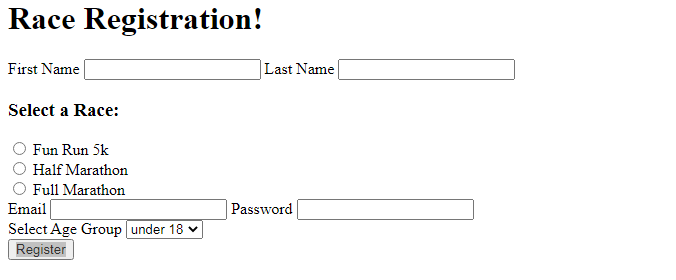 Race Registration!
First Name Last Name
Select a Race:
Fun Run 5k
Half Marathon
Full Marathon
Email Password
Select Age Group under 18
Register